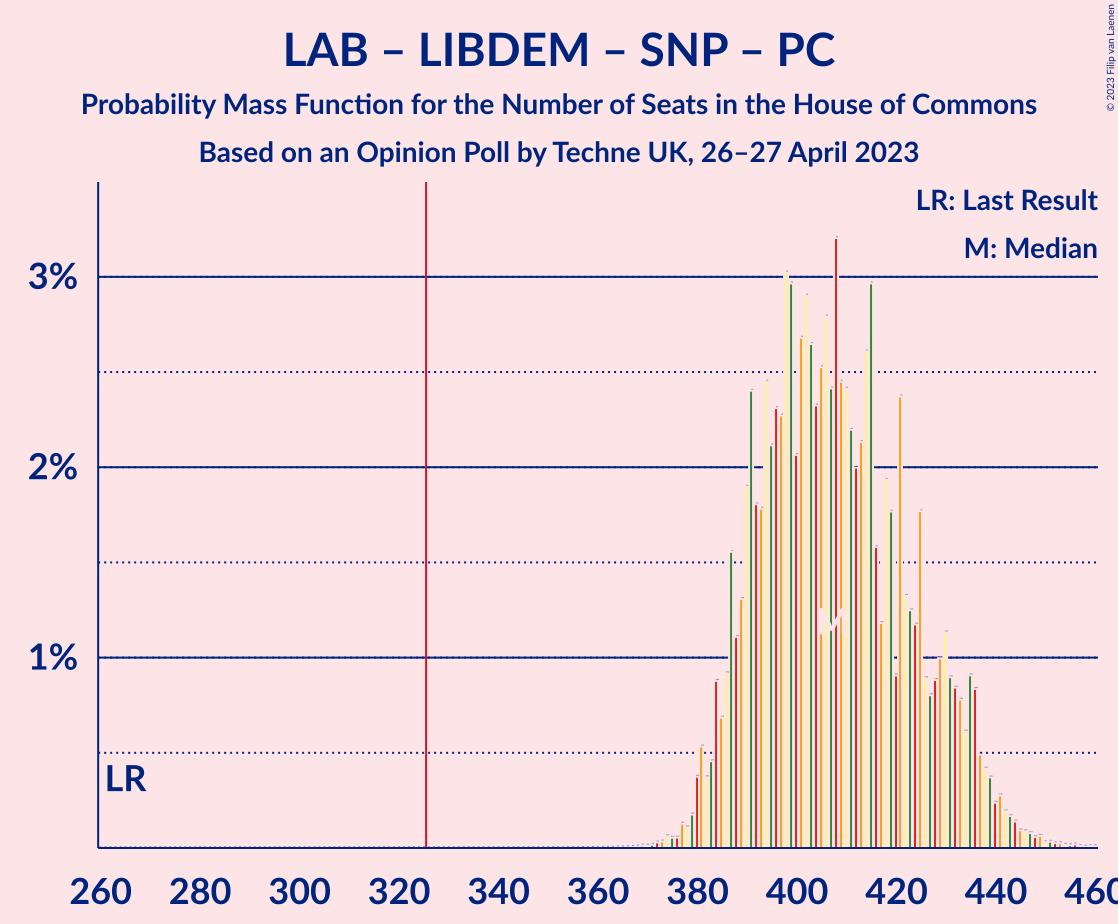 LAB – LIBDEM – SNP – PC
Probability Mass Function for the Number of Seats in the House of Commons
Based on an Opinion Poll by Techne UK, 26–27 April 2023
© 2023 Filip van Laenen
LR: Last Result
M: Median
3%
2%
1%
M
LR
260 280 300 320 340 360 380 400 420 440 460